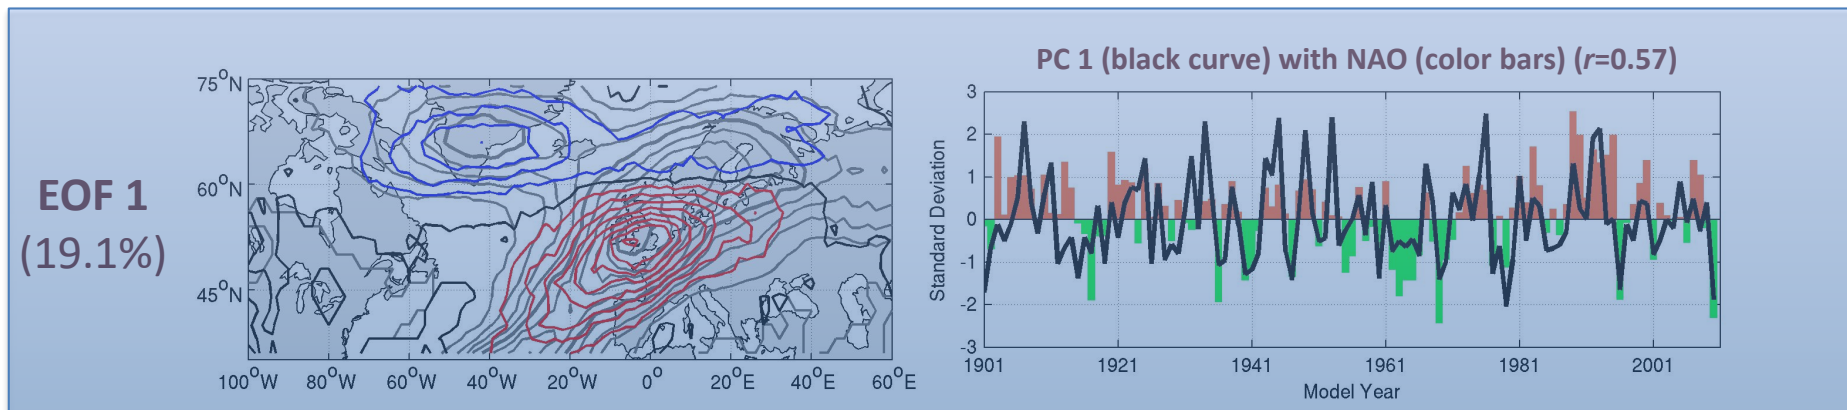 EOF 1
(19.1%)
75°N
60°N
45°N
100°W
80°W
60°W
40°W
20°W
0°
20°E
40°E
60°E
PC 1 (black curve) with NAO (color bars) (r=0.57)
Standard Deviation
3
2
1
0
-1
-2
-3
1901
1921
1941
1961
1981
2001
Model Year